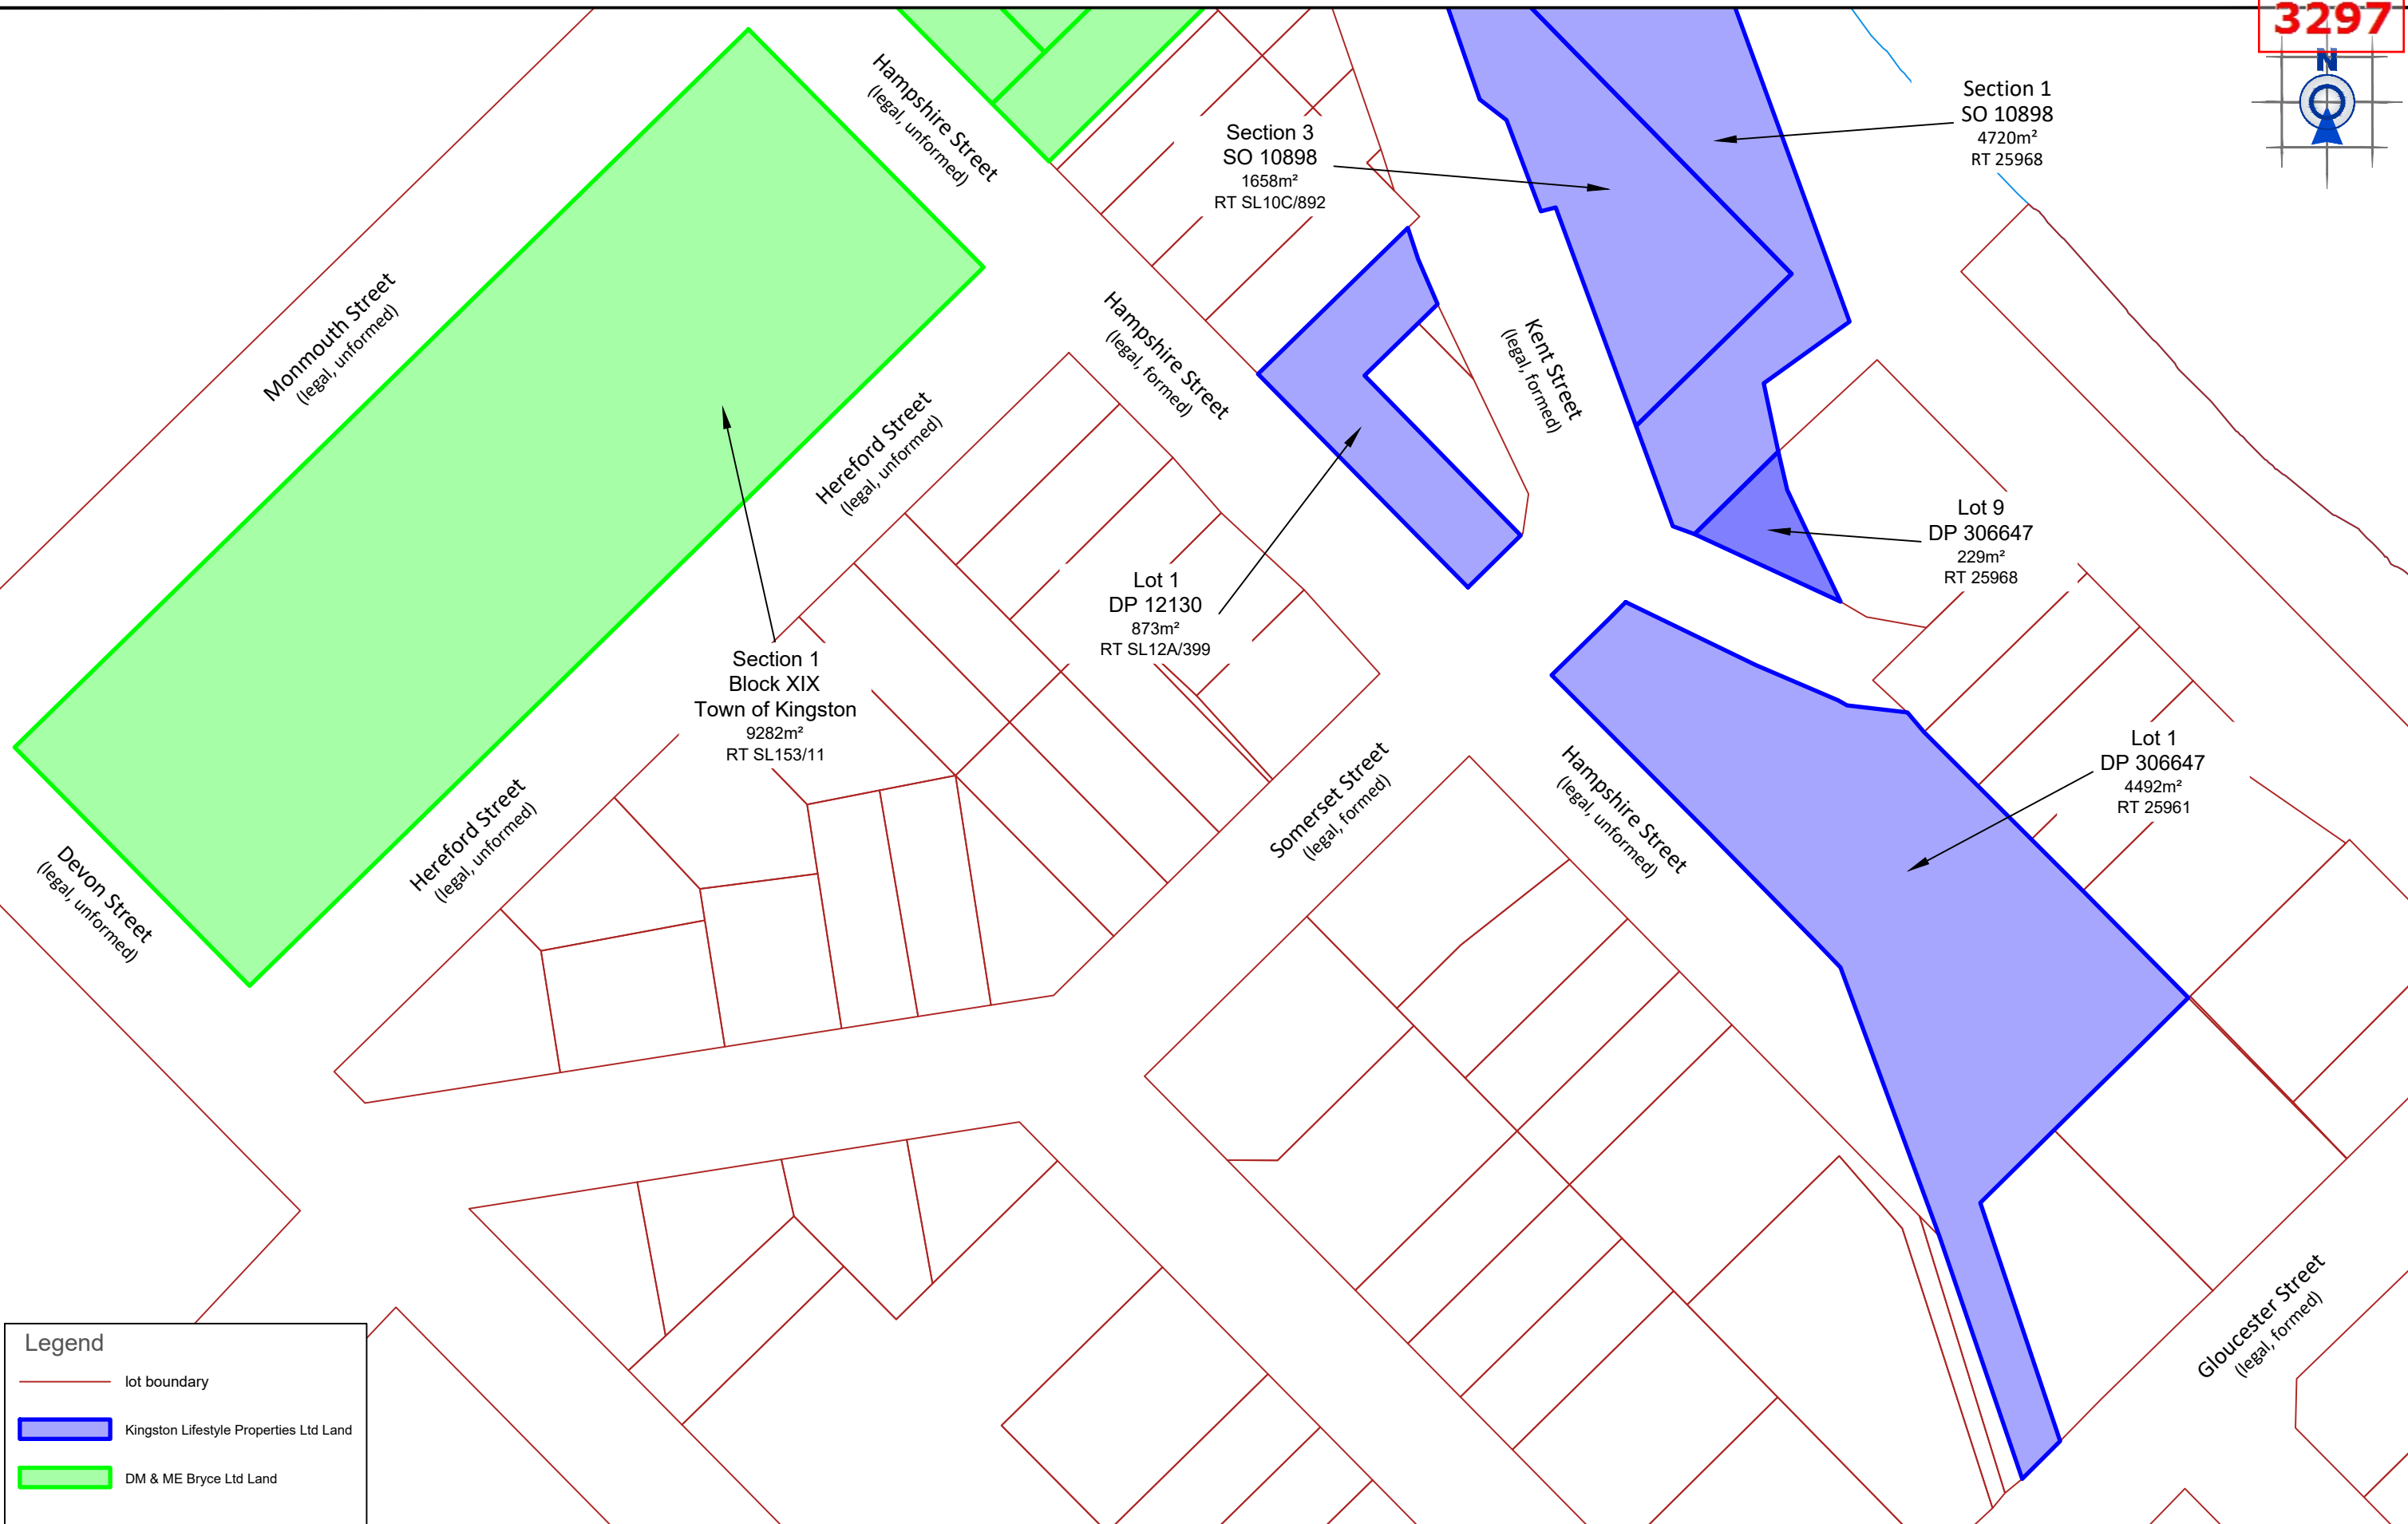 3297
N
Hampshire Street
(legal, unformed)
Section 1
SO 10898
4720m²
RT 25968
Section 3
SO 10898
1658m²
RT SL10C/892
Monmouth Street
(legal, unformed)
Hampshire Street
(legal, formed)
Kent Street
(legal, formed)
Hereford Street
(legal, unformed)
Lot 9
DP 306647
229m²
RT 25968
Lot 1
DP 12130
873m²
RT SL12A/399
Section 1
Block XIX
Town of Kingston
9282m²
RT SL153/11
Lot 1
DP 306647
4492m²
RT 25961
Somerset Street
(legal, formed)
Hampshire Street
(legal, unformed)
Hereford Street
(legal, unformed)
Devon Street
(legal, unformed)
Gloucester Street
(legal, formed)
Legend
lot boundary
Kingston Lifestyle Properties Ltd Land
DM & ME Bryce Ltd Land